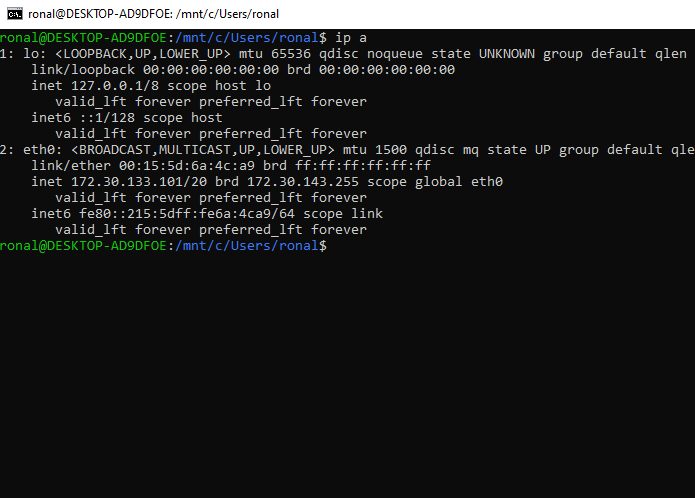 ronal@DESKTOP-AD9DFOE: /mnt/c/Users/ronal
ronal@DESKTOP-AD9DFOE:/mnt/c/Users/ronal$ ip a
1: lo: <LOOPBACK,UP,LOWER_UP> mtu 65536 qdisc noqueue state UNKNOWN group default qlen
    link/loopback 00:00:00:00:00:00 brd 00:00:00:00:00:00
    inet 127.0.0.1/8 scope host lo
       valid_lft forever preferred_lft forever
    inet6 ::1/128 scope host
       valid_lft forever preferred_lft forever
2: eth0: <BROADCAST,MULTICAST,UP,LOWER_UP> mtu 1500 qdisc mq state UP group default qle
    link/ether 00:15:5d:6a:4c:a9 brd ff:ff:ff:ff:ff:ff
    inet 172.30.133.101/20 brd 172.30.143.255 scope global eth0
       valid_lft forever preferred_lft forever
    inet6 fe80::215:5dff:fe6a:4ca9/64 scope link
       valid_lft forever preferred_lft forever
ronal@DESKTOP-AD9DFOE:/mnt/c/Users/ronal$